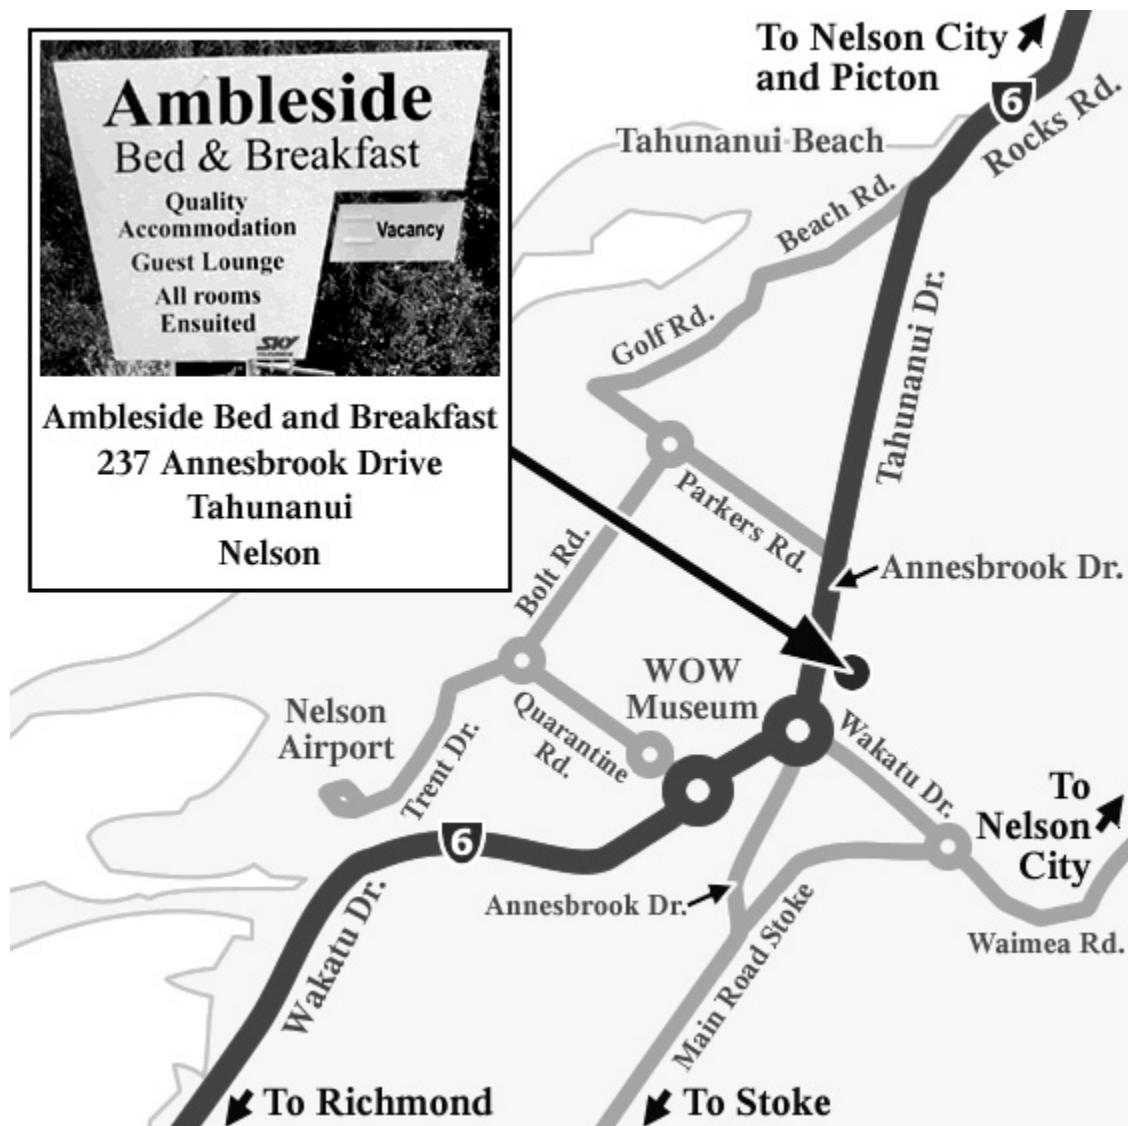 Ambleside
Bed & Breakfast
Quality
Accommodation
Guest Lounge
All rooms
Ensuited
SKY
Vacancy
Ambleside Bed and Breakfast
237 Annesbrook Drive
Tahunanui
Nelson
To Nelson City
and Picton
6
Rocks Rd.
Tahunanui Beach
Beach Rd.
Golf Rd.
Tahunanui Dr.
Parkers Rd.
Bolt Rd.
Annesbrook Dr.
WOW
Museum
Nelson
Airport
Quarantine
Rd.
Trent Dr.
Wakatu Dr.
To
Nelson
City
6
Annesbrook Dr.
Waimea Rd.
Wakatu Dr.
Main Road Stoke
To Richmond
To Stoke